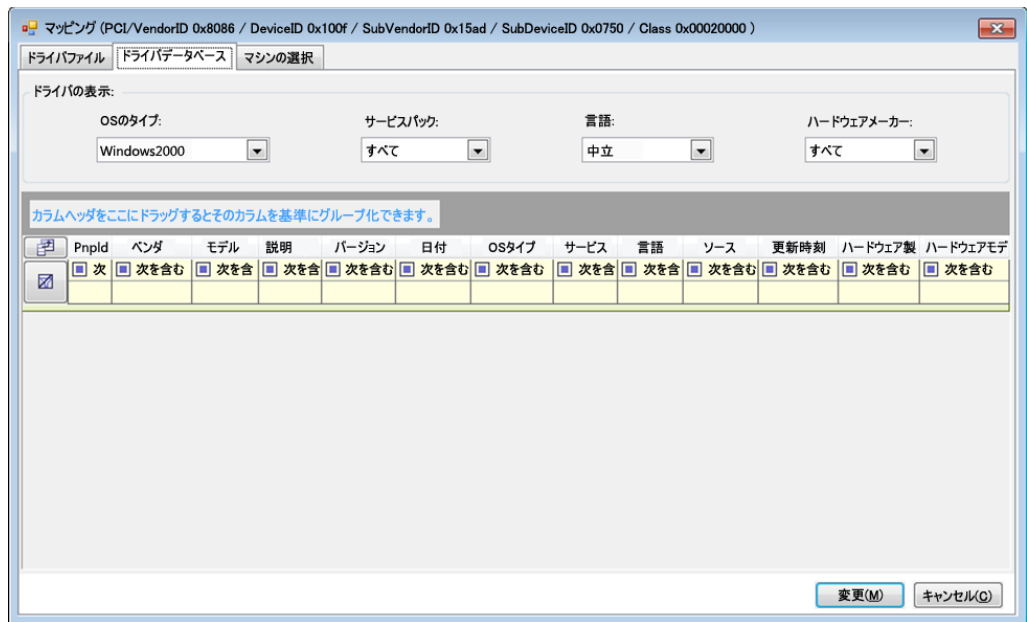 マッピング (PCI/VendorID 0x8086 / DeviceID 0x100f / SubVendorID 0x15ad / SubDeviceID 0x0750 / Class 0x00020000 )
ドライバファイル ドライバデータベース マシンの選択
ドライバの表示:
OSのタイプ: サービスパック: 言語: ハードウェアメーカー:
Windows2000 すべて 中立 すべて
カラムヘッダをここにドラッグするとそのカラムを基準にグループ化できます。
PnpId ベンダ モデル 説明 バージョン 日付 OSタイプ サービス 言語 ソース 更新時刻 ハードウェア製 ハードウェアモデ
次 次を含む 次を含 次を含 次を含む 次を含む 次を含む 次を含 次を含 次を含む 次を含む 次を含む 次を含む
変更(M) キャンセル(C)